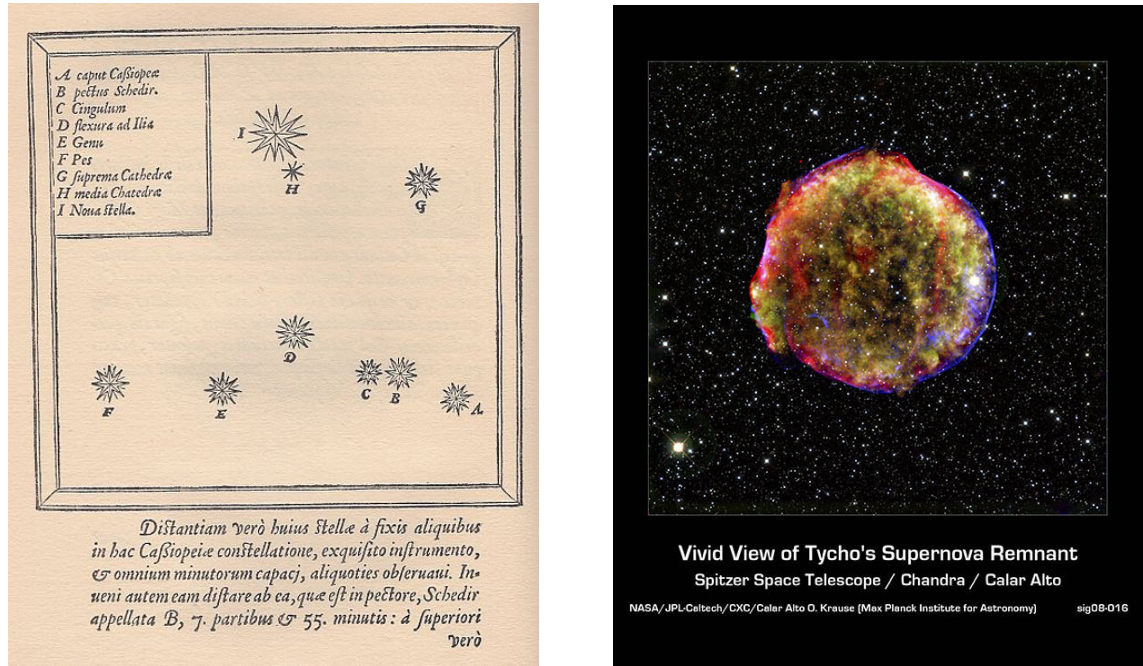 A caput Caſsiopeæ
B pectus Schedir.
C Cingulum
D flexura ad Ilia
E Genu
F Pes
G ſuprema Cathedræ
H media Chatedræ
I Noua ſtella.
I
H
G
D
C
B
A
E
F
Diſtantiam verò huius ſtellæ à fixis aliquibus
in hac Caſsiopeiæ conſtellatione, exquiſito inſtrumento,
& omnium minutorum capacj, aliquoties obſeruaui. In-
ueni autem eam diſtare ab ea, quæ eſt in pectore, Schedir
appellata B, 7. partibus & 55. minutis: à ſuperiori
verò
Vivid View of Tycho's Supernova Remnant
Spitzer Space Telescope / Chandra / Calar Alto
NASA/JPL-Caltech/CXC/Calar Alto O. Krause (Max Planck Institute for Astronomy)
sig08-016